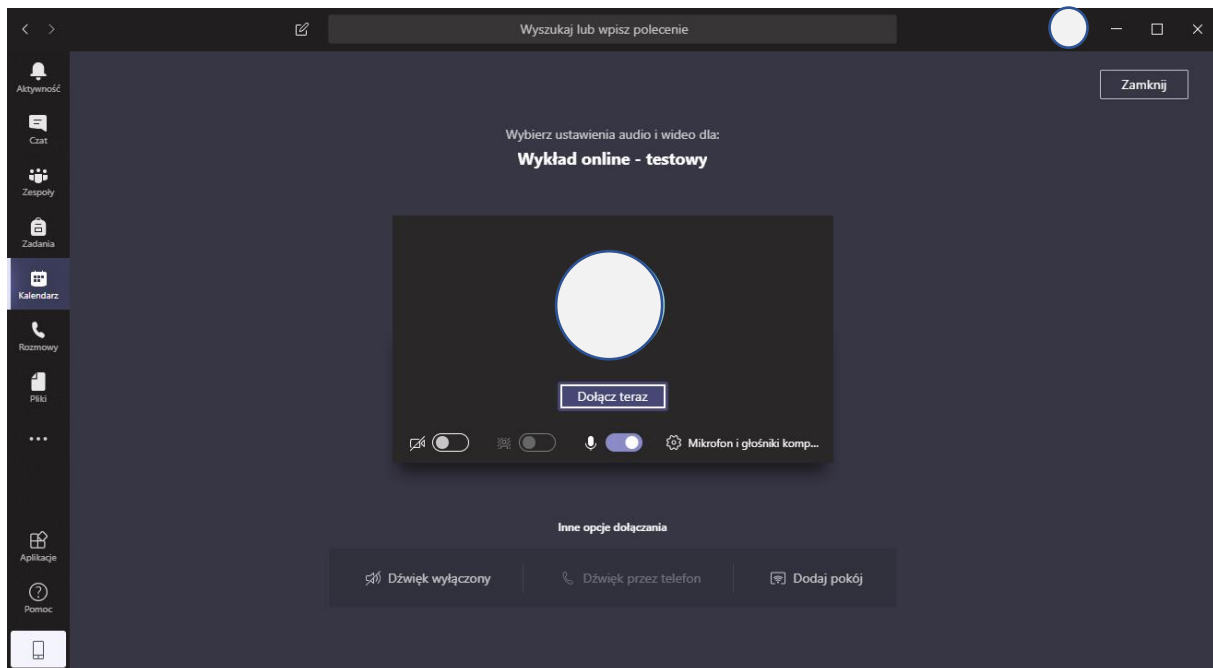 Wyszukaj lub wpisz polecenie
Aktywność
Czat
Zespoły
Zadania
Kalendarz
Rozmowy
Pliki
Aplikacje
Pomoc
Zamknij
Wybierz ustawienia audio i wideo dla:
Wykład online - testowy
Dołącz teraz
Mikrofon i głośniki komp...
Inne opcje dołączania
Dźwięk wyłączony
Dźwięk przez telefon
Dodaj pokój